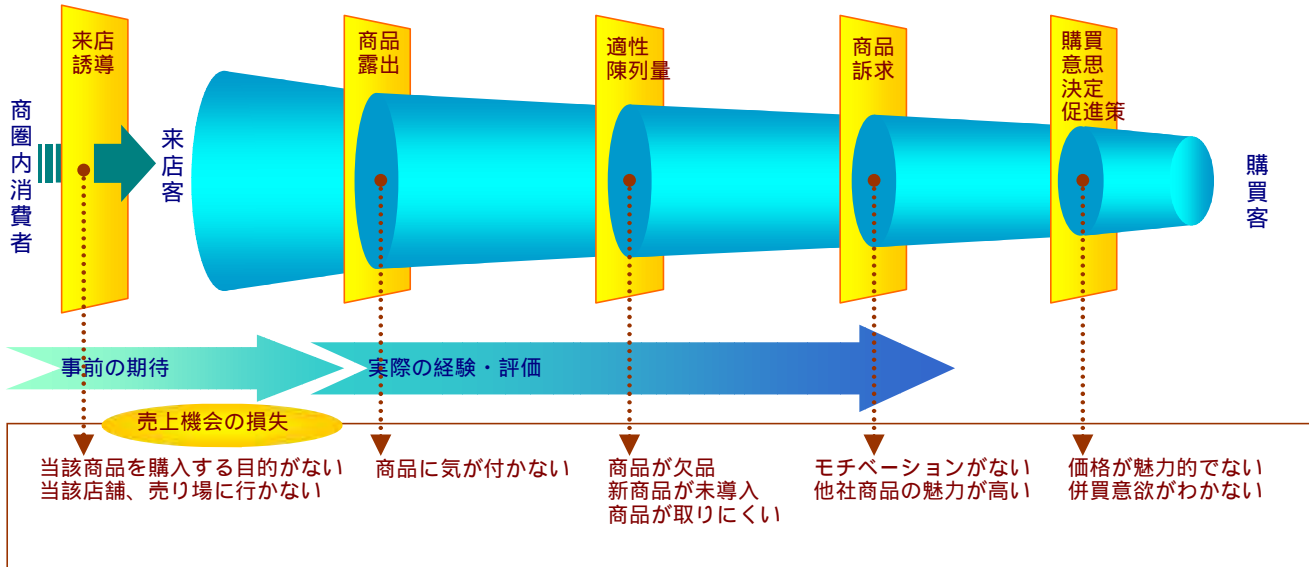 商圏内消費者
来店
誘導
来店客
商品
露出
適性
陳列量
商品
訴求
購買
意思
決定
促進策
購買客
事前の期待
実際の経験・評価
売上機会の損失
当該商品を購入する目的がない
当該店舗、売り場に行かない
商品に気が付かない
商品が欠品
新商品が未導入
商品が取りにくい
モチベーションがない
他社商品の魅力が高い
価格が魅力的でない
併買意欲がわかない